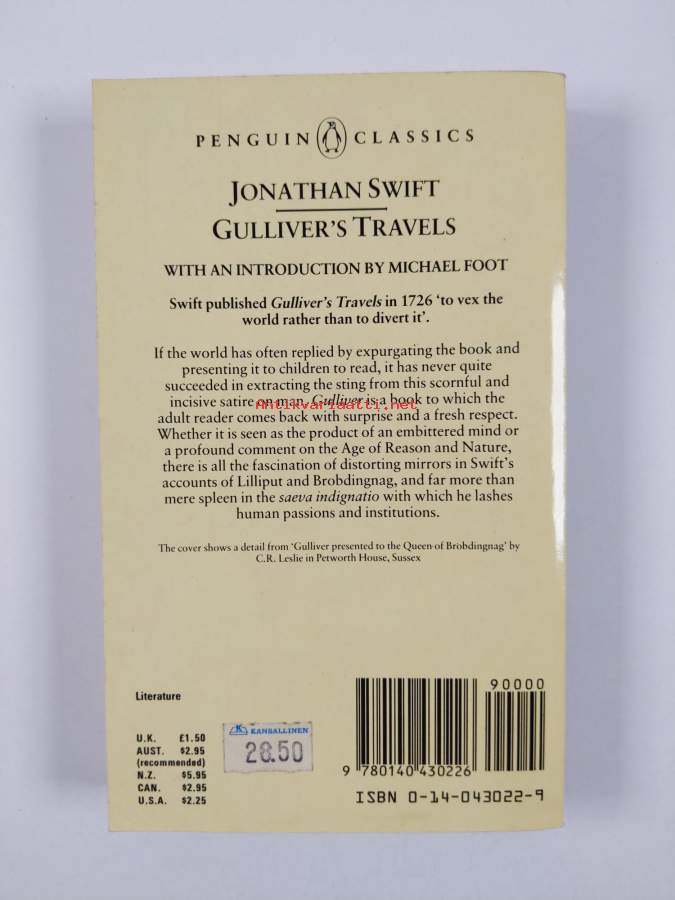 PENGUIN CLASSICS
JONATHAN SWIFT
GULLIVER'S TRAVELS
WITH AN INTRODUCTION BY MICHAEL FOOT
Swift published Gulliver's Travels in 1726 'to vex the
world rather than to divert it'.
If the world has often replied by expurgating the book and
presenting it to children to read, it has never quite
succeeded in extracting the sting from this scornful and
incisive satire on man. Gulliver is a book to which the
Antikvariaatti.net
adult reader comes back with surprise and a fresh respect.
Whether it is seen as the product of an embittered mind or
a profound comment on the Age of Reason and Nature,
there is all the fascination of distorting mirrors in Swift's
accounts of Lilliput and Brobdingnag, and far more than
mere spleen in the saeva indignatio with which he lashes
human passions and institutions.
The cover shows a detail from 'Gulliver presented to the Queen of Brobdingnag' by
C.R. Leslie in Petworth House, Sussex
Literature
U.K. £1.50
AUST. $2.95
(recommended)
N.Z. $5.95
CAN. $2.95
U.S.A. $2.25
K KANSALLINEN
28.50
90000
9 780140 430226
ISBN 0-14-043022-9